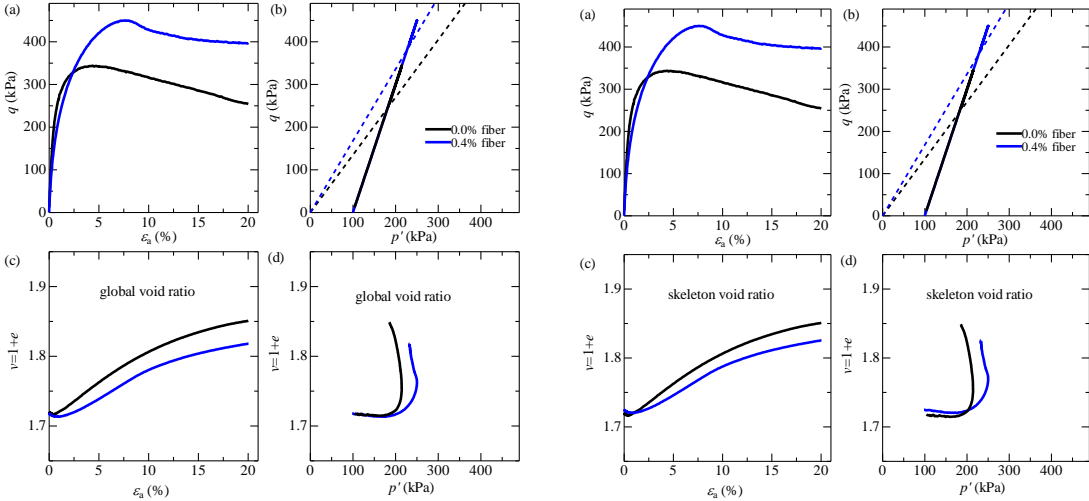 (a)
q (kPa)
400
300
200
100
0
0 5 10 15 20
εa (%)
(b)
q (kPa)
400
300
200
100
0
0.0% fiber
0.4% fiber
0 100 200 300 400
p' (kPa)
(c)
global void ratio
v=1+e
1.9
1.8
1.7
0 5 10 15 20
εa (%)
(d)
global void ratio
v=1+e
1.9
1.8
1.7
0 100 200 300 400
p' (kPa)
(a)
q (kPa)
400
300
200
100
0
0 5 10 15 20
εa (%)
(b)
q (kPa)
400
300
200
100
0
0.0% fiber
0.4% fiber
0 100 200 300 400
p' (kPa)
(c)
skeleton void ratio
v=1+e
1.9
1.8
1.7
0 5 10 15 20
εa (%)
(d)
skeleton void ratio
v=1+e
1.9
1.8
1.7
0 100 200 300 400
p' (kPa)